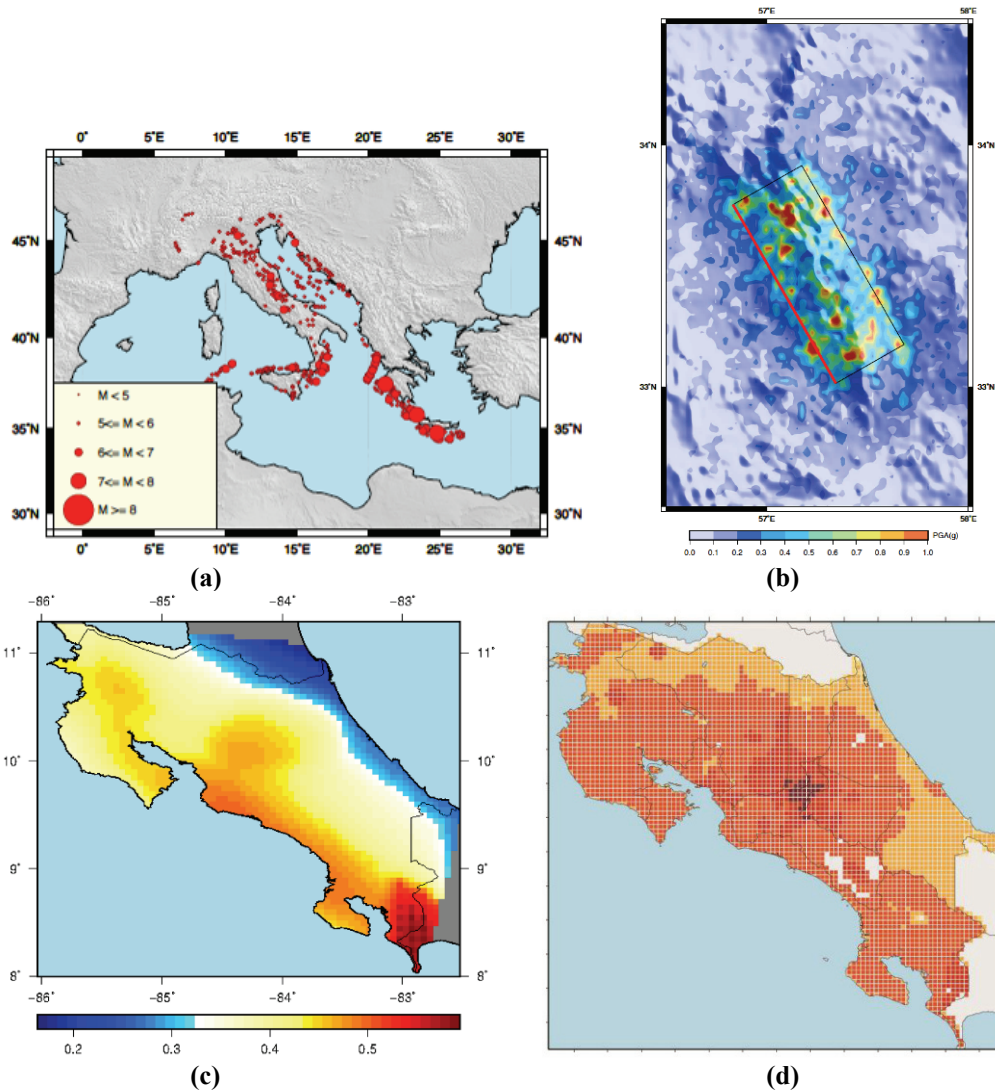 0° 5°E 10°E 15°E 20°E 25°E 30°E
45°N 45°N
40°N 40°N
35°N 35°N
30°N 30°N
M < 5
5<= M < 6
6<= M < 7
7<= M < 8
M >= 8
0° 5°E 10°E 15°E 20°E 25°E 30°E
(a)
57°E 58°E
34°N 34°N
33°N 33°N
57°E 58°E
PGA(g)
0.0 0.1 0.2 0.3 0.4 0.5 0.6 0.7 0.8 0.9 1.0
(b)
−86° −85° −84° −83°
11° 11°
10° 10°
9° 9°
8° 8°
−86° −85° −84° −83°
0.2 0.3 0.4 0.5
(c)
(d)